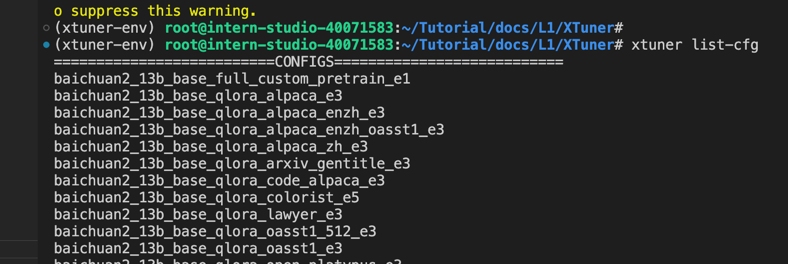 o suppress this warning.
(xtuner-env) root@intern-studio-40071583:~/Tutorial/docs/L1/XTuner#
(xtuner-env) root@intern-studio-40071583:~/Tutorial/docs/L1/XTuner# xtuner list-cfg
==========================CONFIGS===========================
baichuan2_13b_base_full_custom_pretrain_e1
baichuan2_13b_base_qlora_alpaca_e3
baichuan2_13b_base_qlora_alpaca_enzh_e3
baichuan2_13b_base_qlora_alpaca_enzh_oasst1_e3
baichuan2_13b_base_qlora_alpaca_zh_e3
baichuan2_13b_base_qlora_arxiv_gentitle_e3
baichuan2_13b_base_qlora_code_alpaca_e3
baichuan2_13b_base_qlora_colorist_e5
baichuan2_13b_base_qlora_lawyer_e3
baichuan2_13b_base_qlora_oasst1_512_e3
baichuan2_13b_base_qlora_oasst1_e3
baichuan2_13b_base_qlora_open_platypus_e3